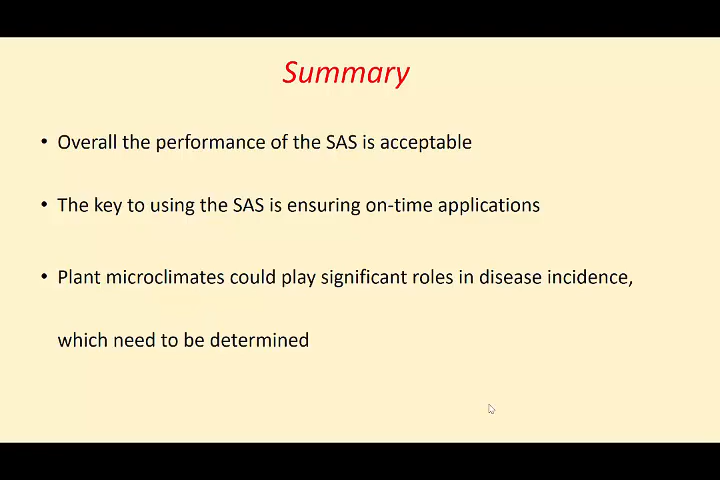 Summary
• Overall the performance of the SAS is acceptable
• The key to using the SAS is ensuring on-time applications
• Plant microclimates could play significant roles in disease incidence,
which need to be determined